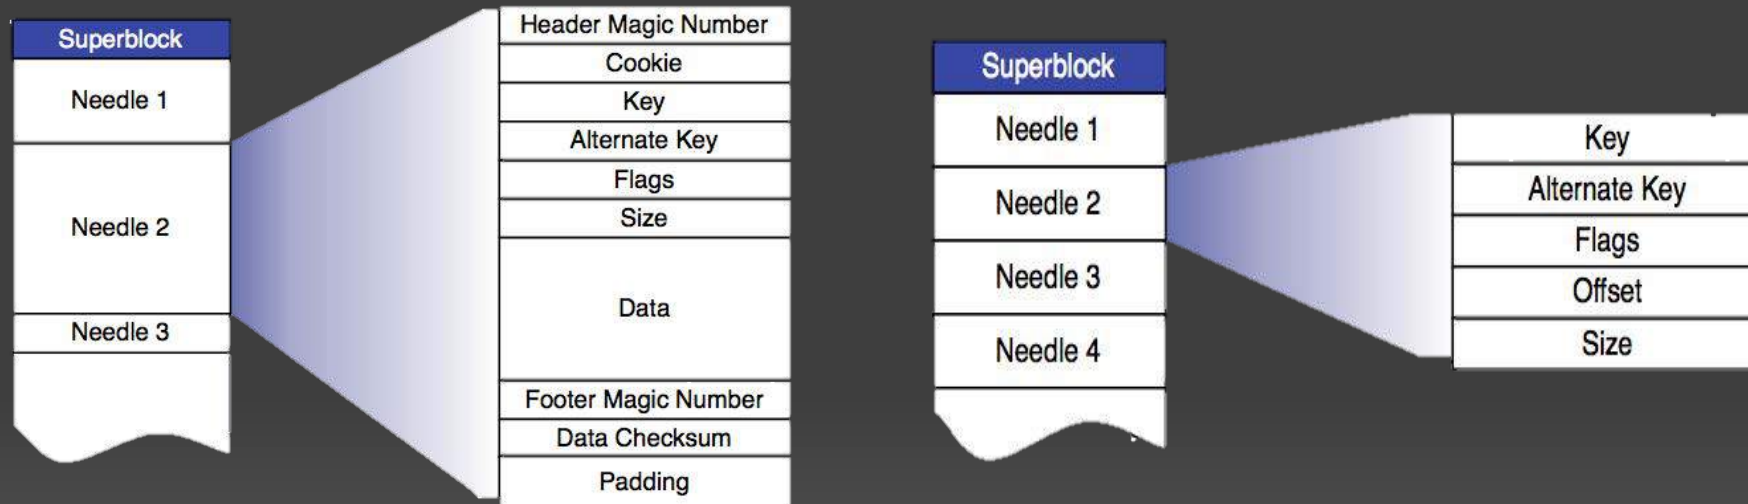 Superblock
Needle 1
Needle 2
Needle 3
Header Magic Number
Cookie
Key
Alternate Key
Flags
Size
Data
Footer Magic Number
Data Checksum
Padding
Superblock
Needle 1
Needle 2
Needle 3
Needle 4
Key
Alternate Key
Flags
Offset
Size